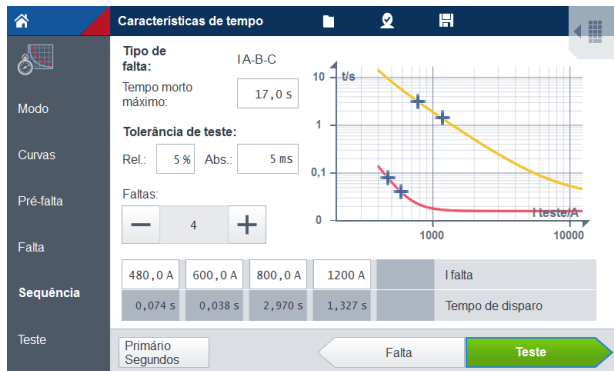 Características de tempo
Modo
Curvas
Pré-falta
Falta
Sequência
Teste
Tipo de
falta:
I A-B-C
Tempo morto
máximo:
17,0 s
Tolerância de teste:
Rel.: 5 % Abs.: 5 ms
Faltas:
4
t/s
10
1
0,1
0
I teste/A
1000 10000
480,0 A 600,0 A 800,0 A 1200 A I falta
0,074 s 0,038 s 2,970 s 1,327 s Tempo de disparo
Primário
Segundos
Falta
Teste